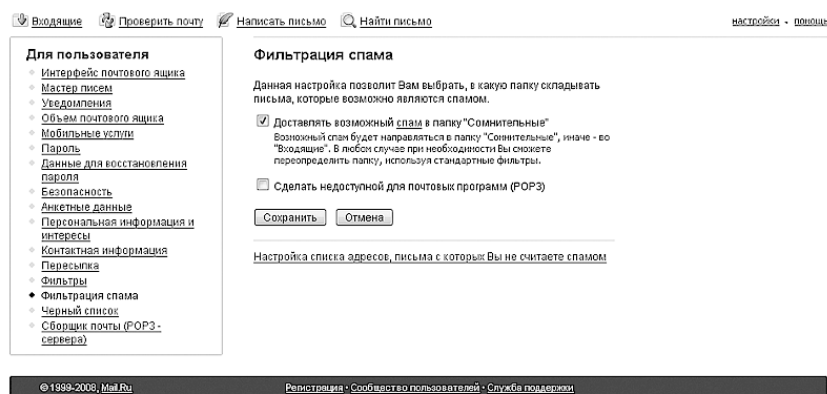 Входящие Проверить почту Написать письмо Найти письмо настройки - помощь
Для пользователя
Интерфейс почтового ящика
Мастер писем
Уведомления
Объем почтового ящика
Мобильные услуги
Пароль
Данные для восстановления
пароля
Безопасность
Анкетные данные
Персональная информация и
интересы
Контактная информация
Пересылка
Фильтры
Фильтрация спама
Черный список
Сборщик почты (POP3 -
сервера)
Фильтрация спама
Данная настройка позволит Вам выбрать, в какую папку складывать
письма, которые возможно являются спамом.
Доставлять возможный спам в папку "Сомнительные"
Возможный спам будет направляться в папку "Сомнительные", иначе - во
"Входящие". В любом случае при необходимости Вы сможете
переопределить папку, используя стандартные фильтры.
Сделать недоступной для почтовых программ (POP3)
Сохранить Отмена
Настройка списка адресов, письма с которых Вы не считаете спамом
© 1999-2008, Mail.Ru Регистрация · Сообщество пользователей · Служба поддержки